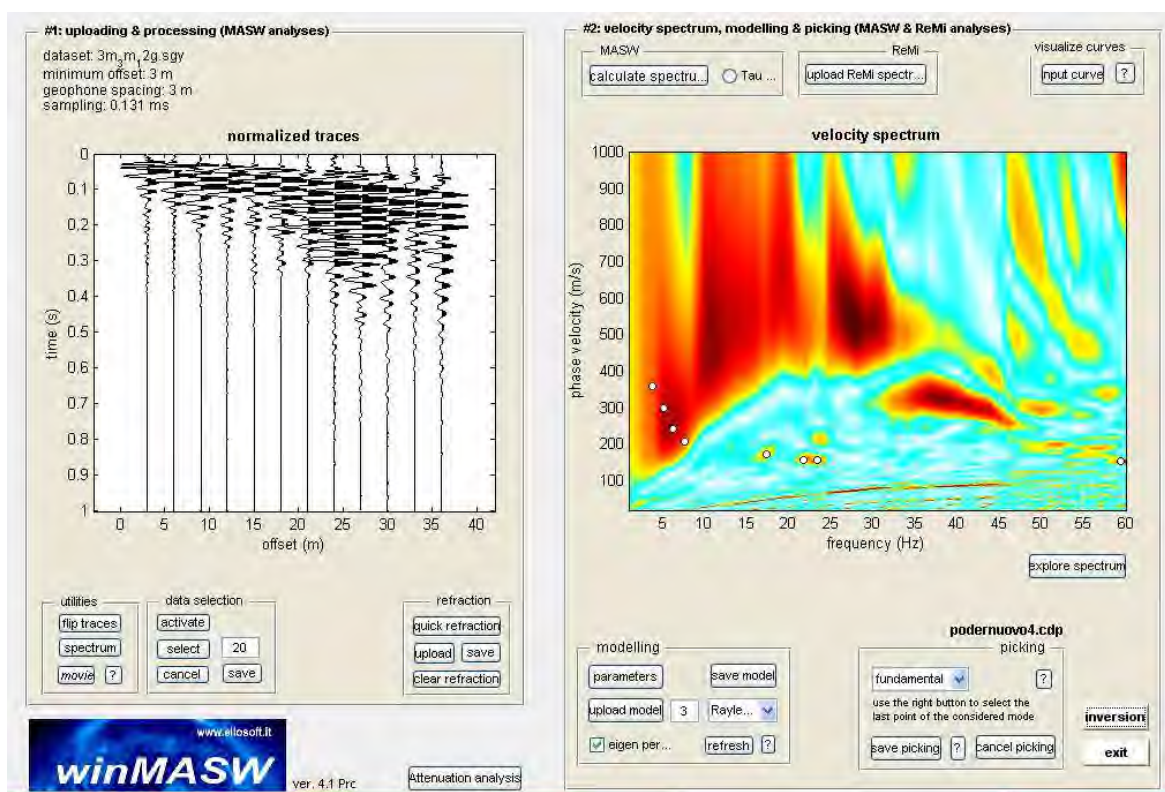 #1: uploading & processing (MASW analyses)
dataset: 3m_3m_12g.sgy
minimum offset: 3 m
geophone spacing: 3 m
sampling: 0.131 ms
normalized traces
0
0.1
0.2
0.3
0.4
0.5
0.6
0.7
0.8
0.9
1
time (s)
0 5 10 15 20 25 30 35 40
offset (m)
utilities
flip traces
spectrum
movie ?
data selection
activate
select 20
cancel save
refraction
quick refraction
upload save
clear refraction
www.eliosoft.it
winMASW
ver. 4.1 Prc
Attenuation analysis
#2: velocity spectrum, modelling & picking (MASW & ReMi analyses)
MASW
calculate spectru... Tau ...
ReMi
upload ReMi spectr...
visualize curves
nput curve ?
velocity spectrum
1000
900
800
700
600
500
400
300
200
100
phase velocity (m/s)
5 10 15 20 25 30 35 40 45 50 55 60
frequency (Hz)
explore spectrum
modelling
parameters save model
upload model 3 Rayle...
eigen per... refresh ?
podernuovo4.cdp
picking
fundamental ?
use the right button to select the
last point of the considered mode
save picking ? cancel picking
inversion
exit